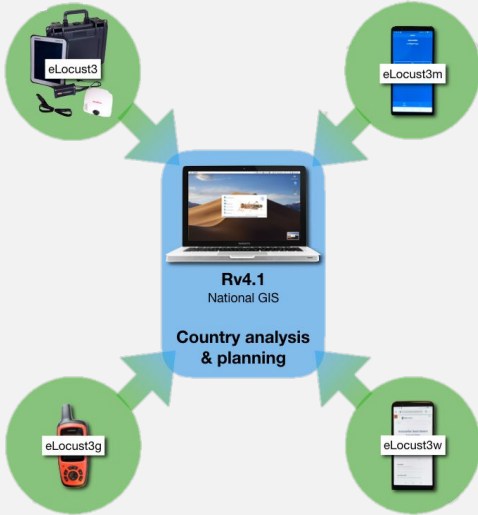 eLocust3
eLocust3m
Rv4.1
National GIS
Country analysis
& planning
eLocust3g
eLocust3w